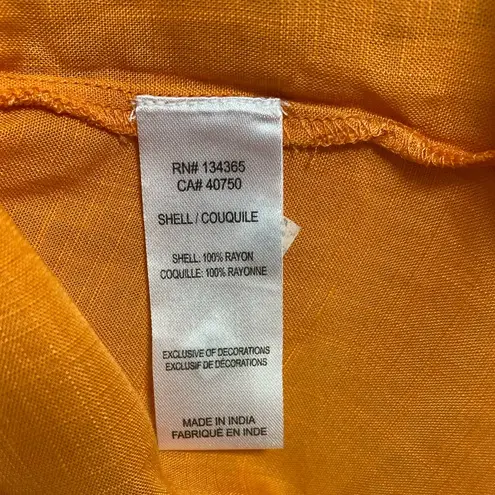 RN# 134365
CA# 40750
SHELL / COUQUILE
SHELL: 100% RAYON
COQUILLE: 100% RAYONNE
EXCLUSIVE OF DECORATIONS
EXCLUSIF DE DÉCORATIONS
MADE IN INDIA
FABRIQUÉ EN INDE